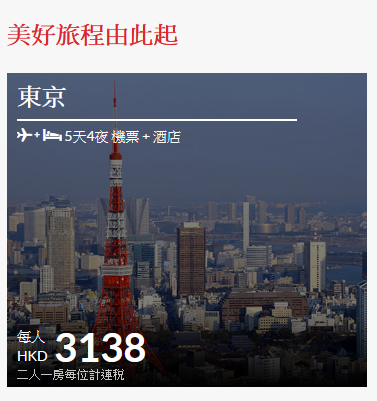 美好旅程由此起
東京
+ 5天4夜 機票 + 酒店
每人
HKD 3138
二人一房每位計連稅